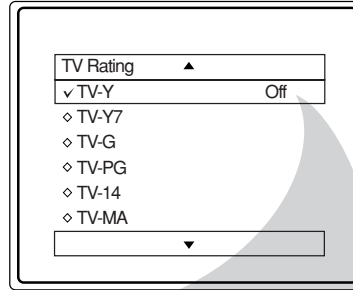 TV Rating ▲
✓ TV-Y Off
◇ TV-Y7
◇ TV-G
◇ TV-PG
◇ TV-14
◇ TV-MA
▼